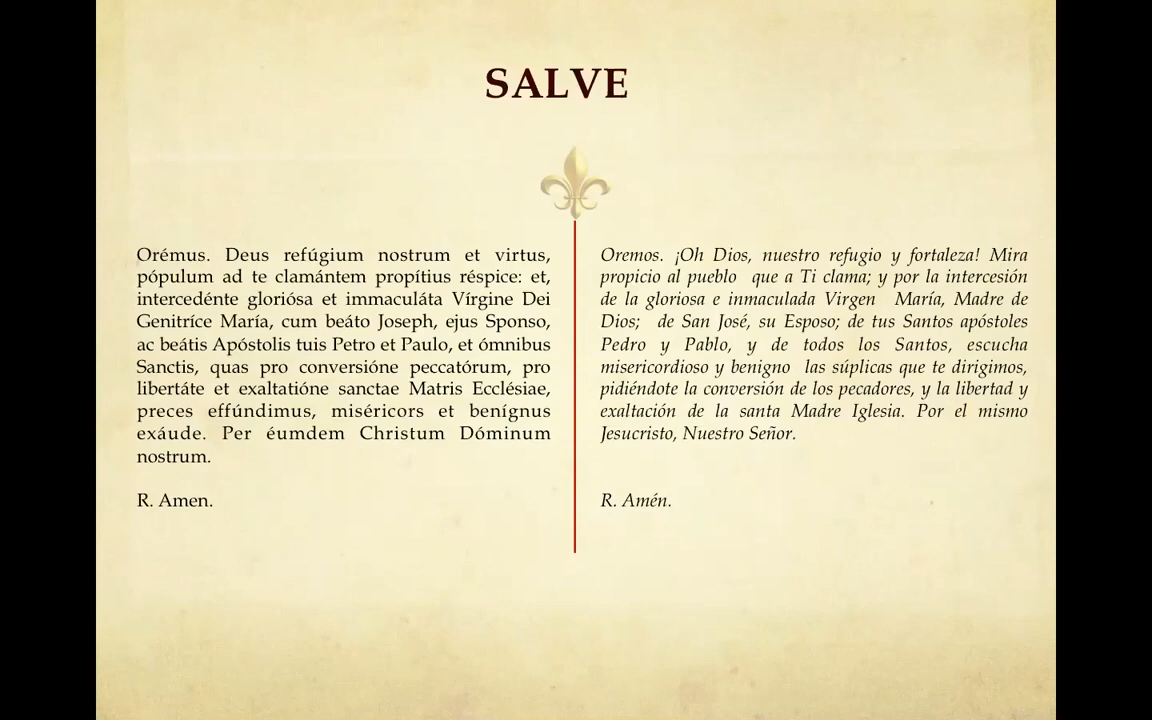 SALVE
Orémus. Deus refúgium nostrum et virtus,
pópulum ad te clamántem propítius réspice: et,
intercedénte gloriósa et immaculáta Vírgine Dei
Genitríce María, cum beáto Joseph, ejus Sponso,
ac beátis Apóstolis tuis Petro et Paulo, et ómnibus
Sanctis, quas pro conversióne peccatórum, pro
libertáte et exaltatióne sanctae Matris Ecclésiae,
preces effúndimus, miséricors et benígnus
exáude. Per éumdem Christum Dóminum
nostrum.
R. Amen.
Oremos. ¡Oh Dios, nuestro refugio y fortaleza! Mira
propicio al pueblo que a Ti clama; y por la intercesión
de la gloriosa e inmaculada Virgen María, Madre de
Dios; de San José, su Esposo; de tus Santos apóstoles
Pedro y Pablo, y de todos los Santos, escucha
misericordioso y benigno las súplicas que te dirigimos,
pidiéndote la conversión de los pecadores, y la libertad y
exaltación de la santa Madre Iglesia. Por el mismo
Jesucristo, Nuestro Señor.
R. Amén.